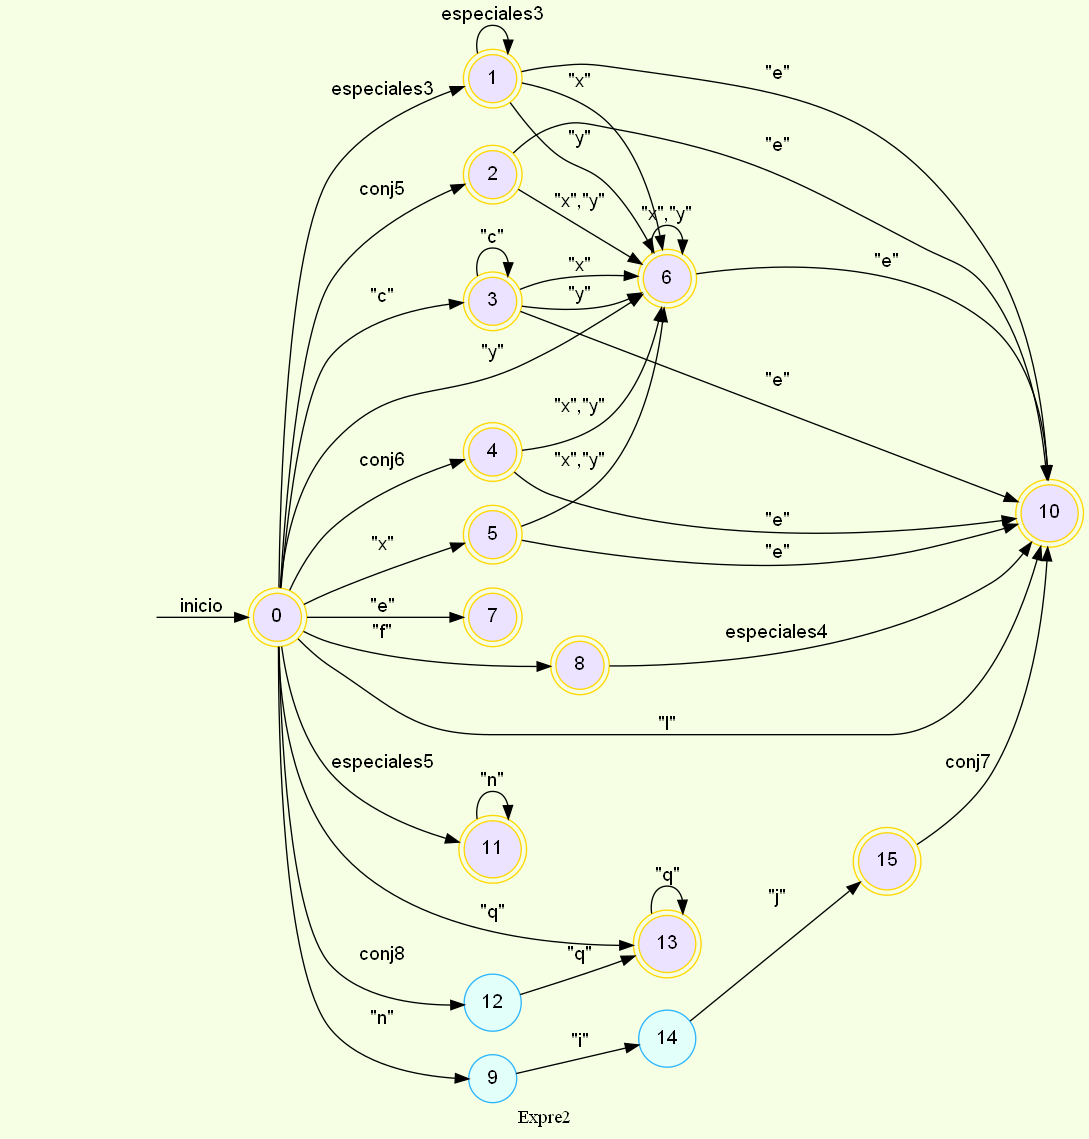 especiales3
1
"e"
"x"
especiales3
"y"
"e"
2
conj5
"x","y"
"x","y"
"c"
"e"
"x"
6
"c"
3
"y"
"y"
"e"
"x","y"
4
conj6
"x","y"
10
"e"
5
"x"
"e"
inicio
"e"
0
7
"f"
especiales4
8
"l"
especiales5
conj7
"n"
11
15
"q"
"j"
"q"
13
conj8
"q"
12
"n"
"i"
14
9
Expre2